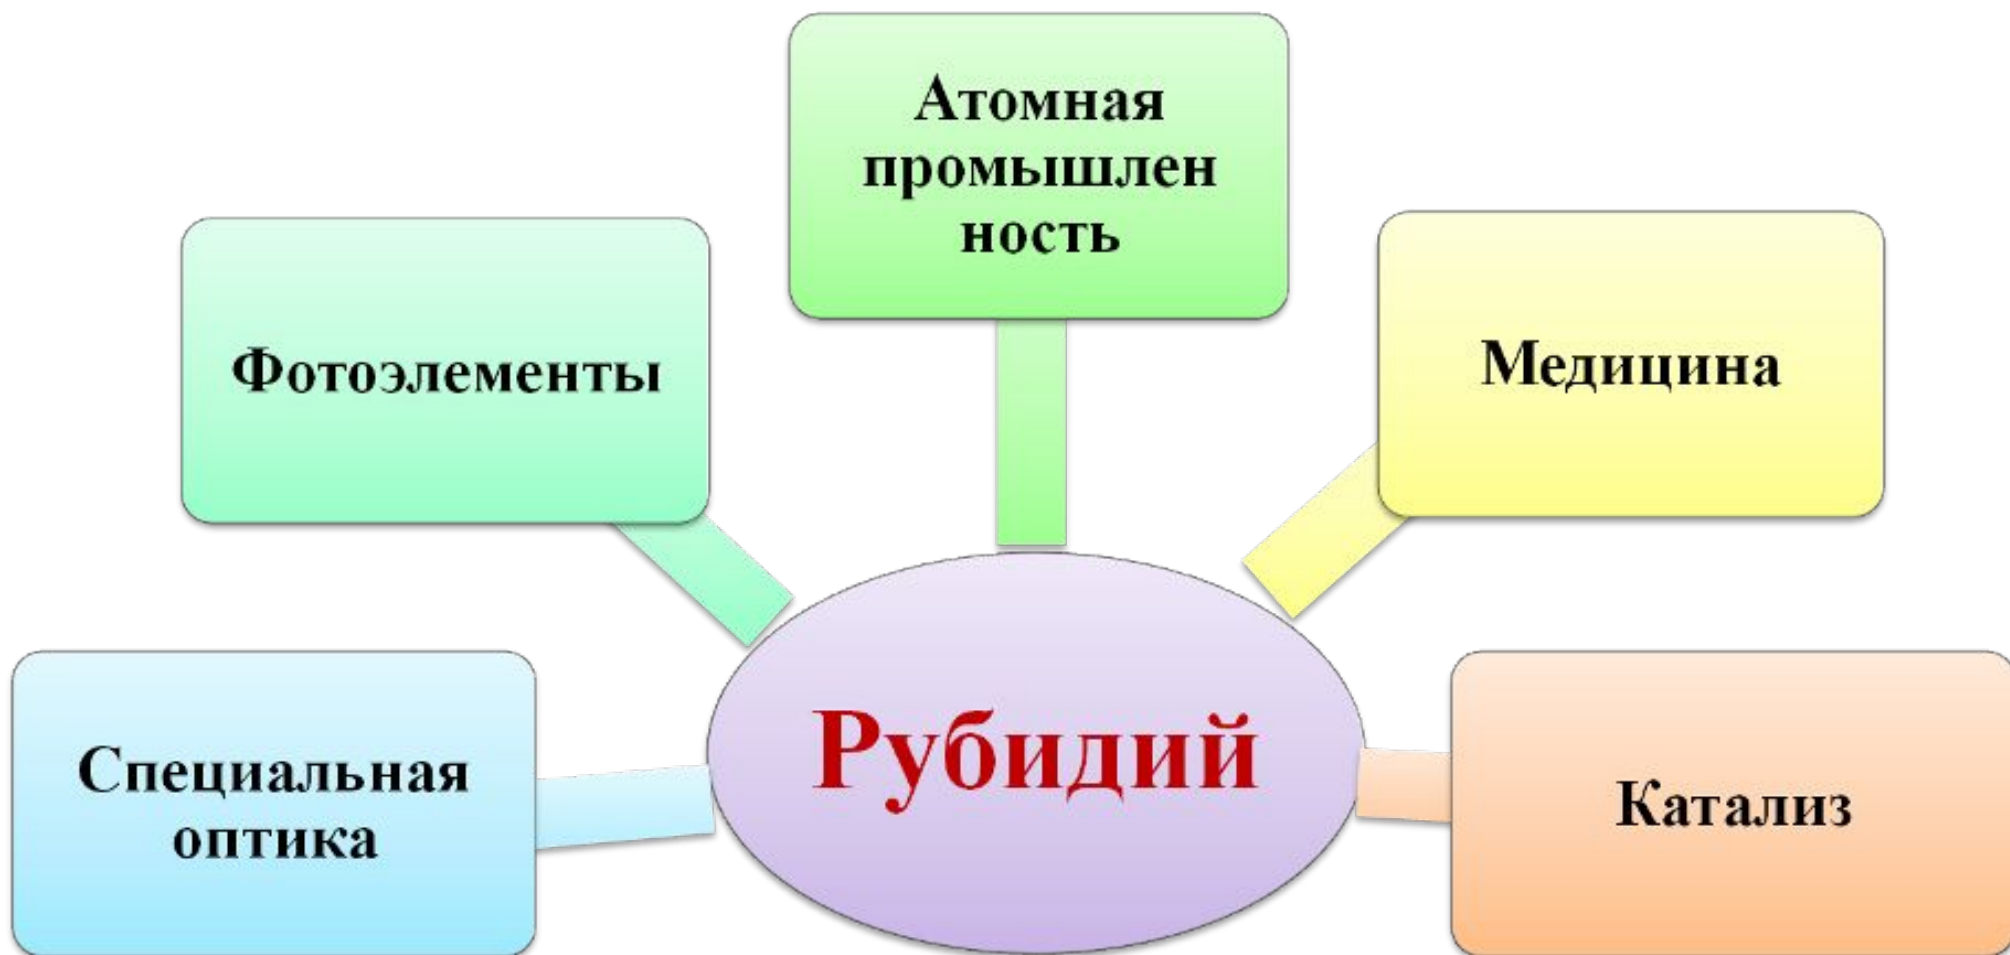 Атомная
промышлен
ность
Фотоэлементы
Медицина
Специальная
оптика
Рубидий
Катализ